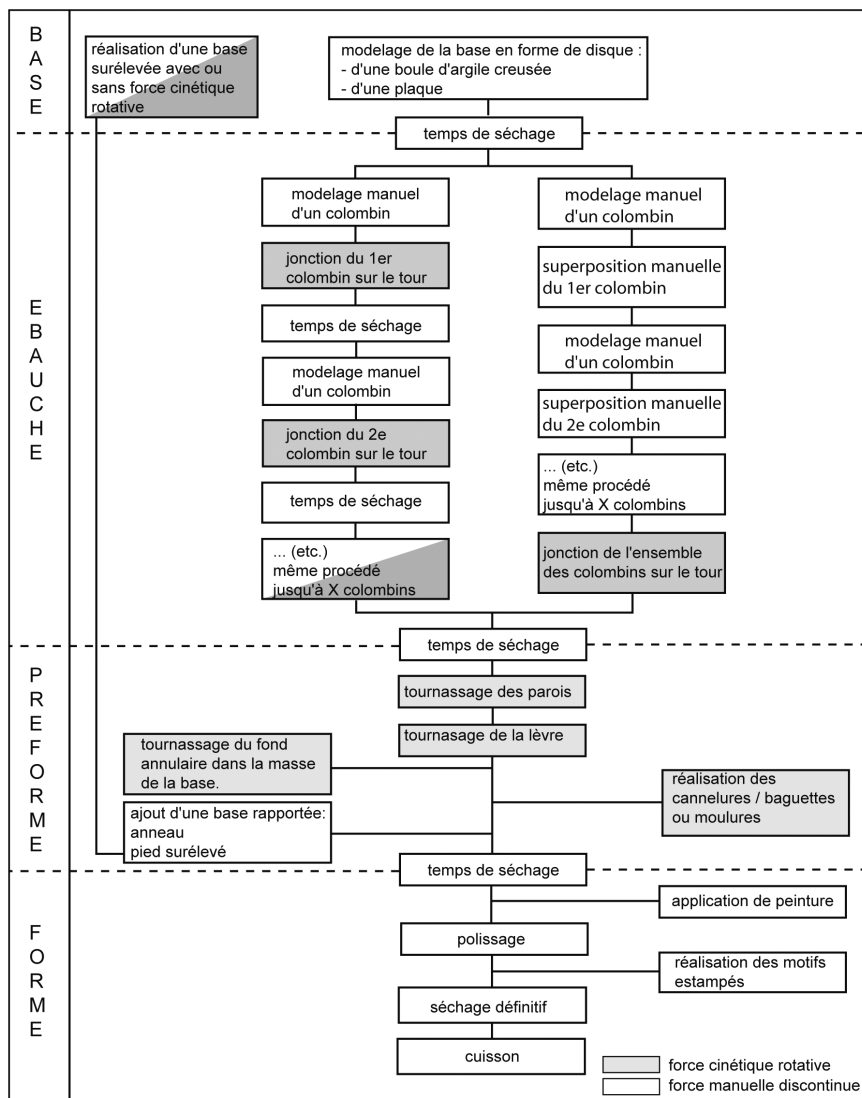 BASE
réalisation d'une base
surélevée avec ou
sans force cinétique
rotative
modelage de la base en forme de disque :
- d'une boule d'argile creusée
- d'une plaque
temps de séchage
EBAUCHE
modelage manuel
d'un colombin
jonction du 1er
colombin sur le tour
temps de séchage
modelage manuel
d'un colombin
jonction du 2e
colombin sur le tour
temps de séchage
... (etc.)
même procédé
jusqu'à X colombins
modelage manuel
d'un colombin
superposition manuelle
du 1er colombin
modelage manuel
d'un colombin
superposition manuelle
du 2e colombin
... (etc.)
même procédé
jusqu'à X colombins
jonction de l'ensemble
des colombins sur le tour
temps de séchage
PREFORME
tournassage des parois
tournasage de la lèvre
tournassage du fond
annulaire dans la masse
de la base.
réalisation des
cannelures / baguettes
ou moulures
ajout d'une base rapportée:
anneau
pied surélevé
temps de séchage
FORME
application de peinture
polissage
réalisation des motifs
estampés
séchage définitif
cuisson
force cinétique rotative
force manuelle discontinue